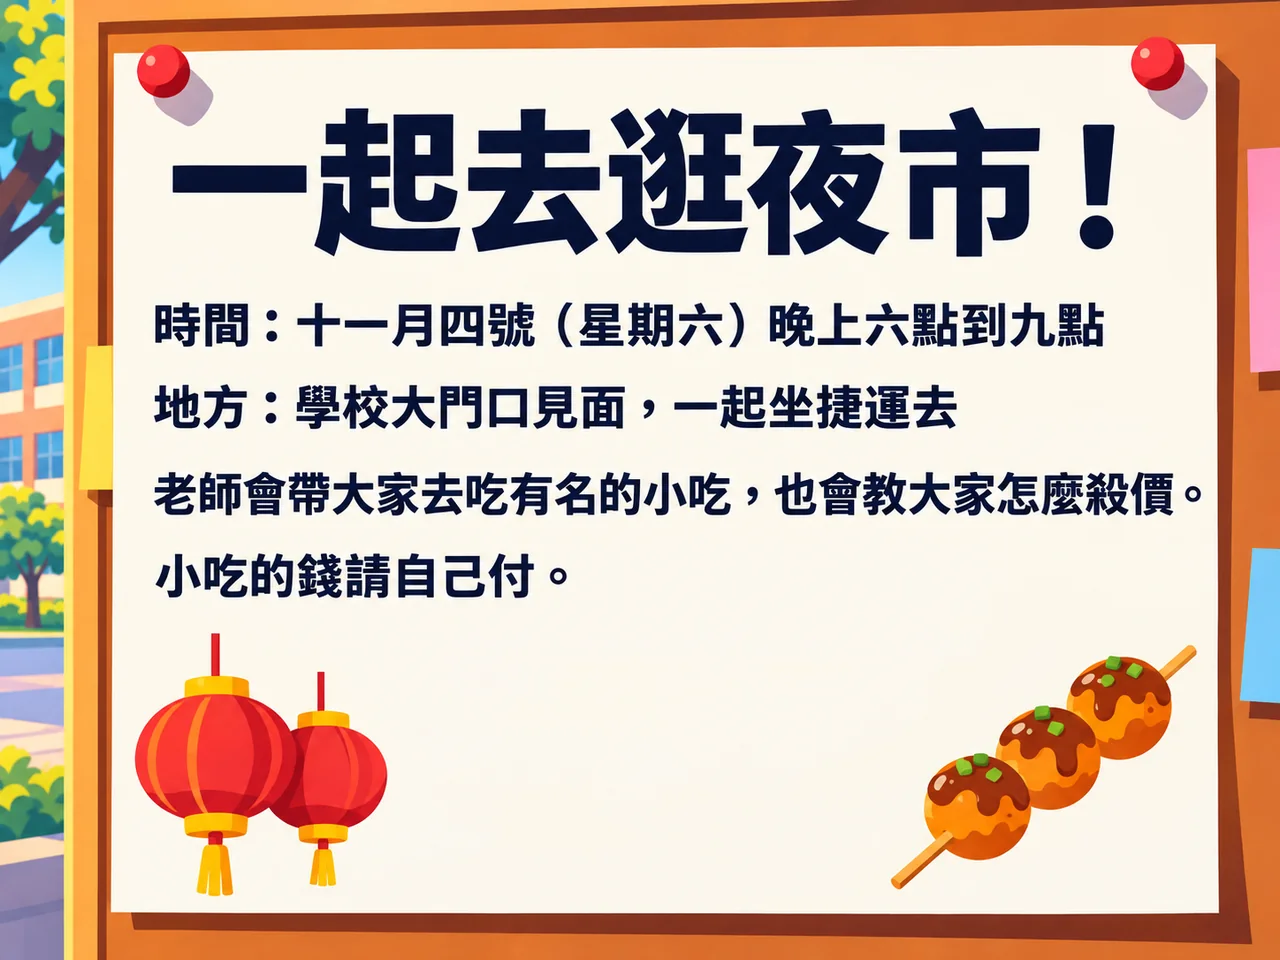 一起去逛夜市！
時間：十一月四號（星期六）晚上六點到九點
地方：學校大門口見面，一起坐捷運去
老師會帶大家去吃有名的小吃，也會教大家怎麼殺價。
小吃的錢請自己付。